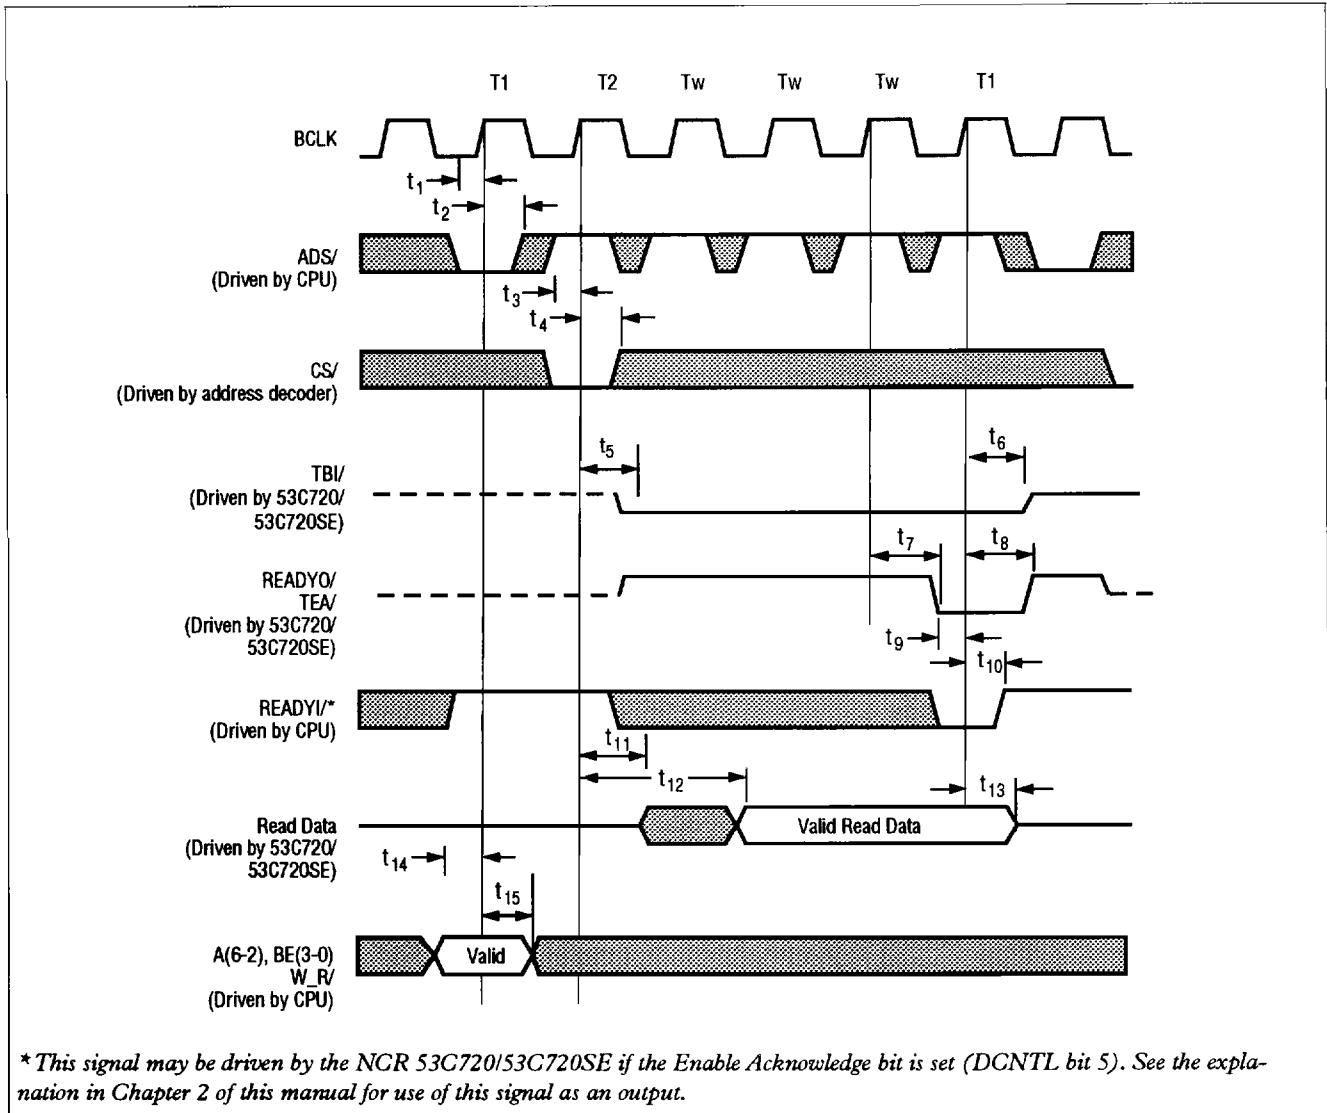 T1 T2 Tw Tw Tw T1
BCLK
t1
t2
ADS/
(Driven by CPU)
t3
t4
CS/
(Driven by address decoder)
t5 t6
TBI/
(Driven by 53C720/
53C720SE)
t7 t8
READYO/
TEA/
(Driven by 53C720/
53C720SE)
t9
t10
READYI/*
(Driven by CPU)
t11
t12
t13
Read Data
(Driven by 53C720/
53C720SE)
Valid Read Data
t14
t15
A(6-2), BE(3-0)
W_R/
(Driven by CPU)
Valid
* This signal may be driven by the NCR 53C720/53C720SE if the Enable Acknowledge bit is set (DCNTL bit 5). See the expla-
nation in Chapter 2 of this manual for use of this signal as an output.